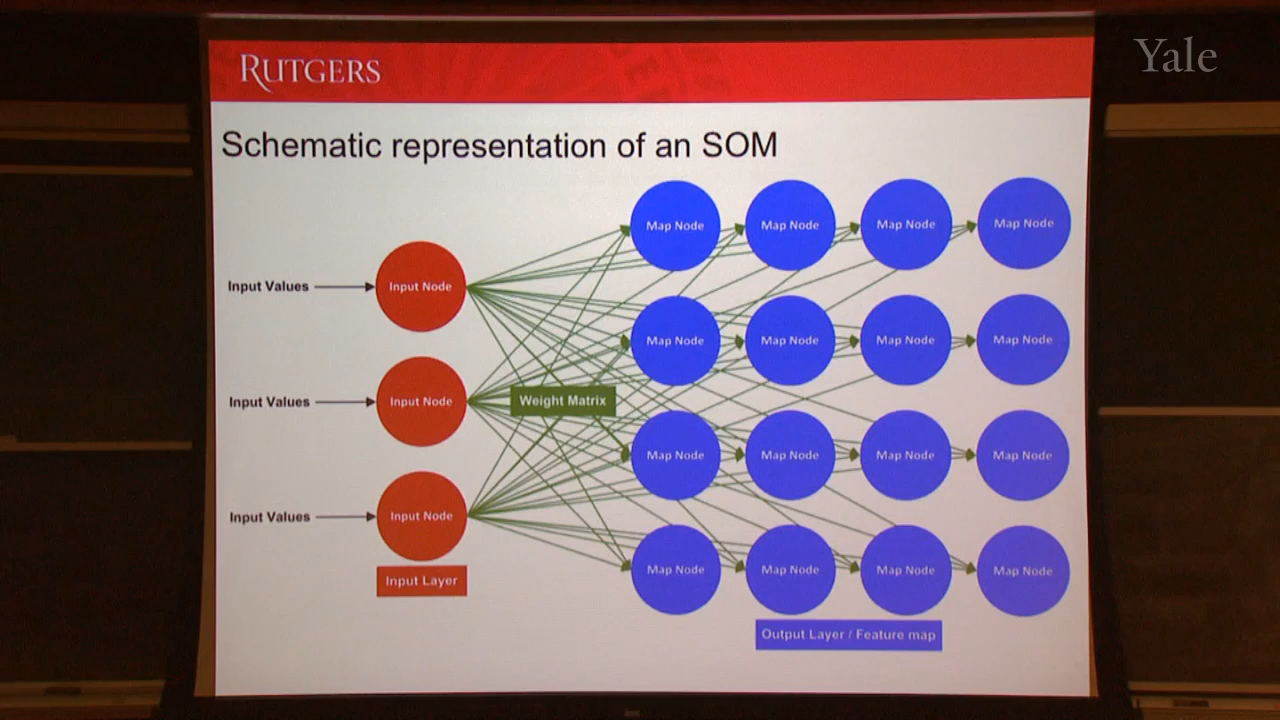 RUTGERS
Yale
Schematic representation of an SOM
Map Node
Map Node
Map Node
Map Node
Input Values
Input Node
Map Node
Map Node
Map Node
Map Node
Input Values
Input Node
Weight Matrix
Map Node
Map Node
Map Node
Map Node
Input Values
Input Node
Map Node
Map Node
Map Node
Map Node
Input Layer
Output Layer / Feature map